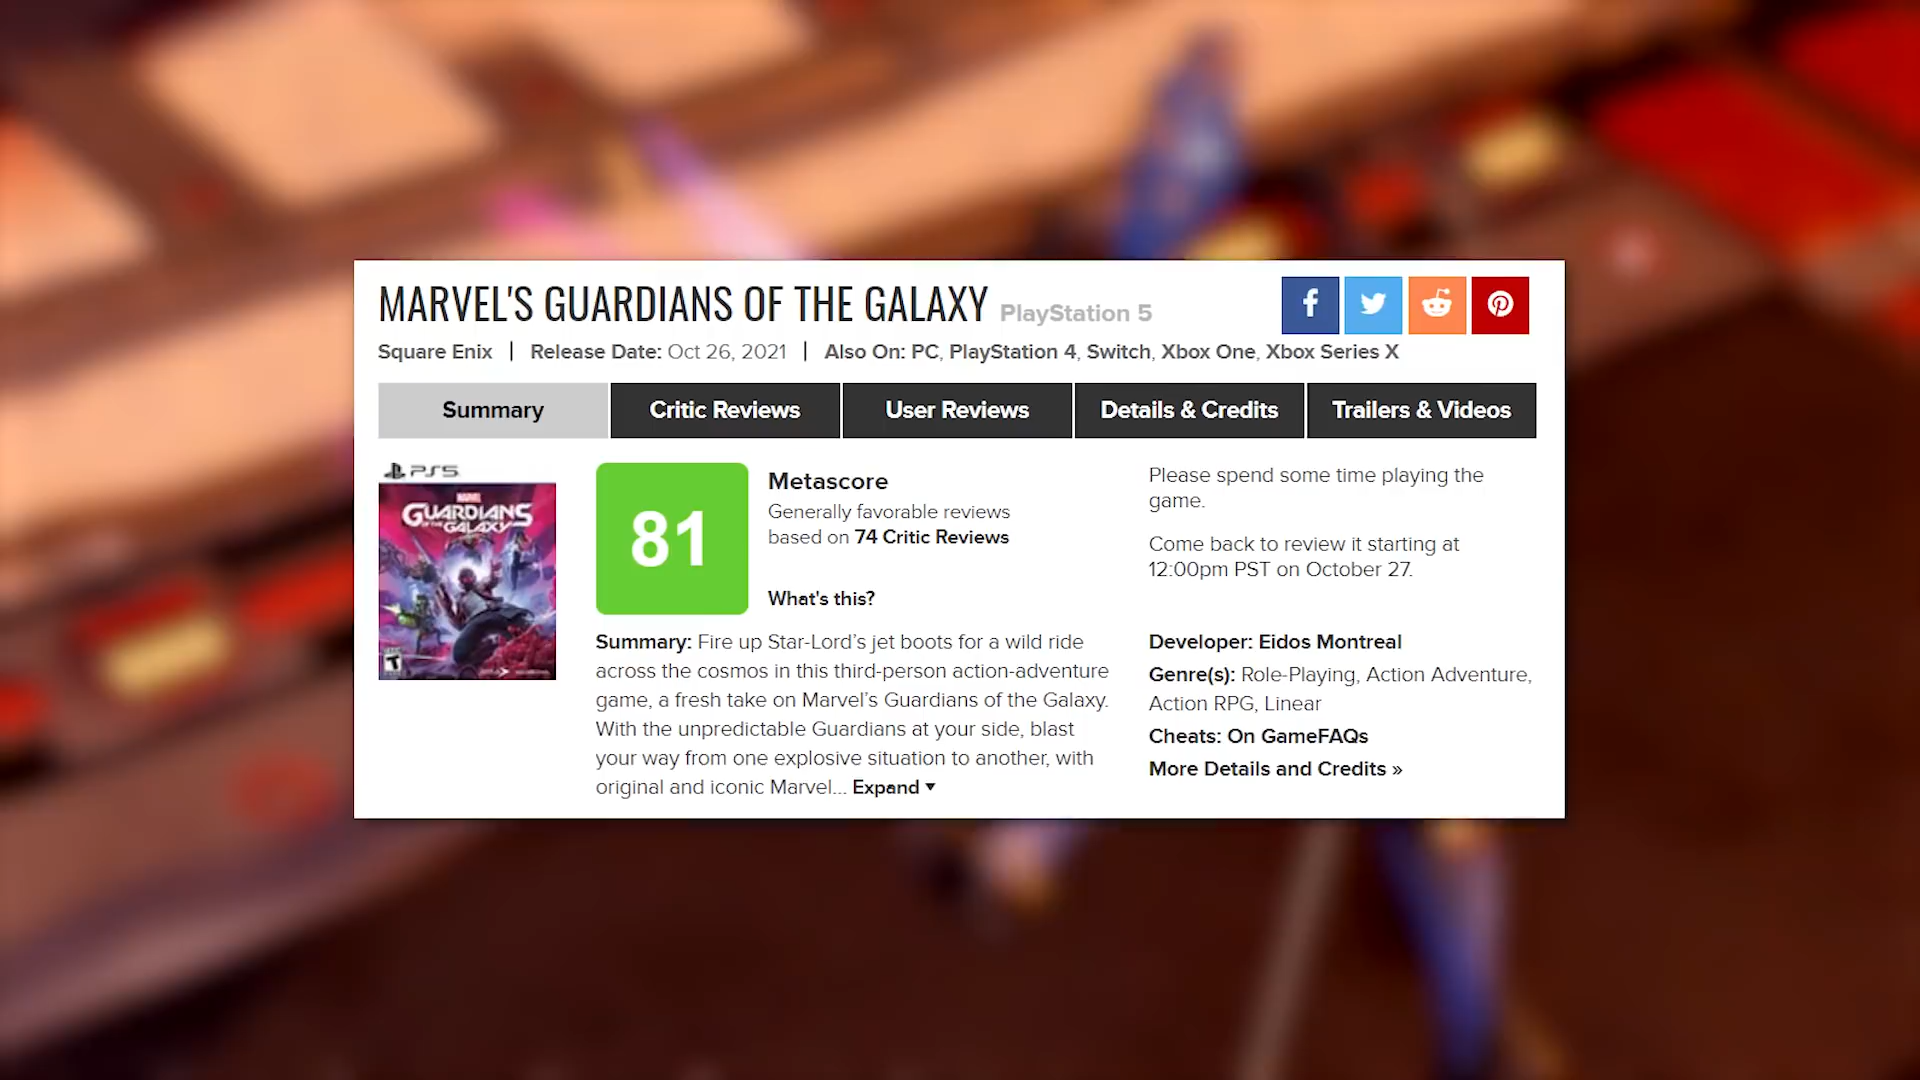 MARVEL'S GUARDIANS OF THE GALAXY PlayStation 5
Square Enix | Release Date: Oct 26, 2021 | Also On: PC, PlayStation 4, Switch, Xbox One, Xbox Series X
Summary Critic Reviews User Reviews Details & Credits Trailers & Videos
PS5
MARVEL
GUARDIANS
OF THE GALAXY
T
81
Metascore
Generally favorable reviews
based on 74 Critic Reviews
What's this?
Summary: Fire up Star-Lord’s jet boots for a wild ride
across the cosmos in this third-person action-adventure
game, a fresh take on Marvel’s Guardians of the Galaxy.
With the unpredictable Guardians at your side, blast
your way from one explosive situation to another, with
original and iconic Marvel... Expand ▼
Please spend some time playing the
game.
Come back to review it starting at
12:00pm PST on October 27.
Developer: Eidos Montreal
Genre(s): Role-Playing, Action Adventure,
Action RPG, Linear
Cheats: On GameFAQs
More Details and Credits »